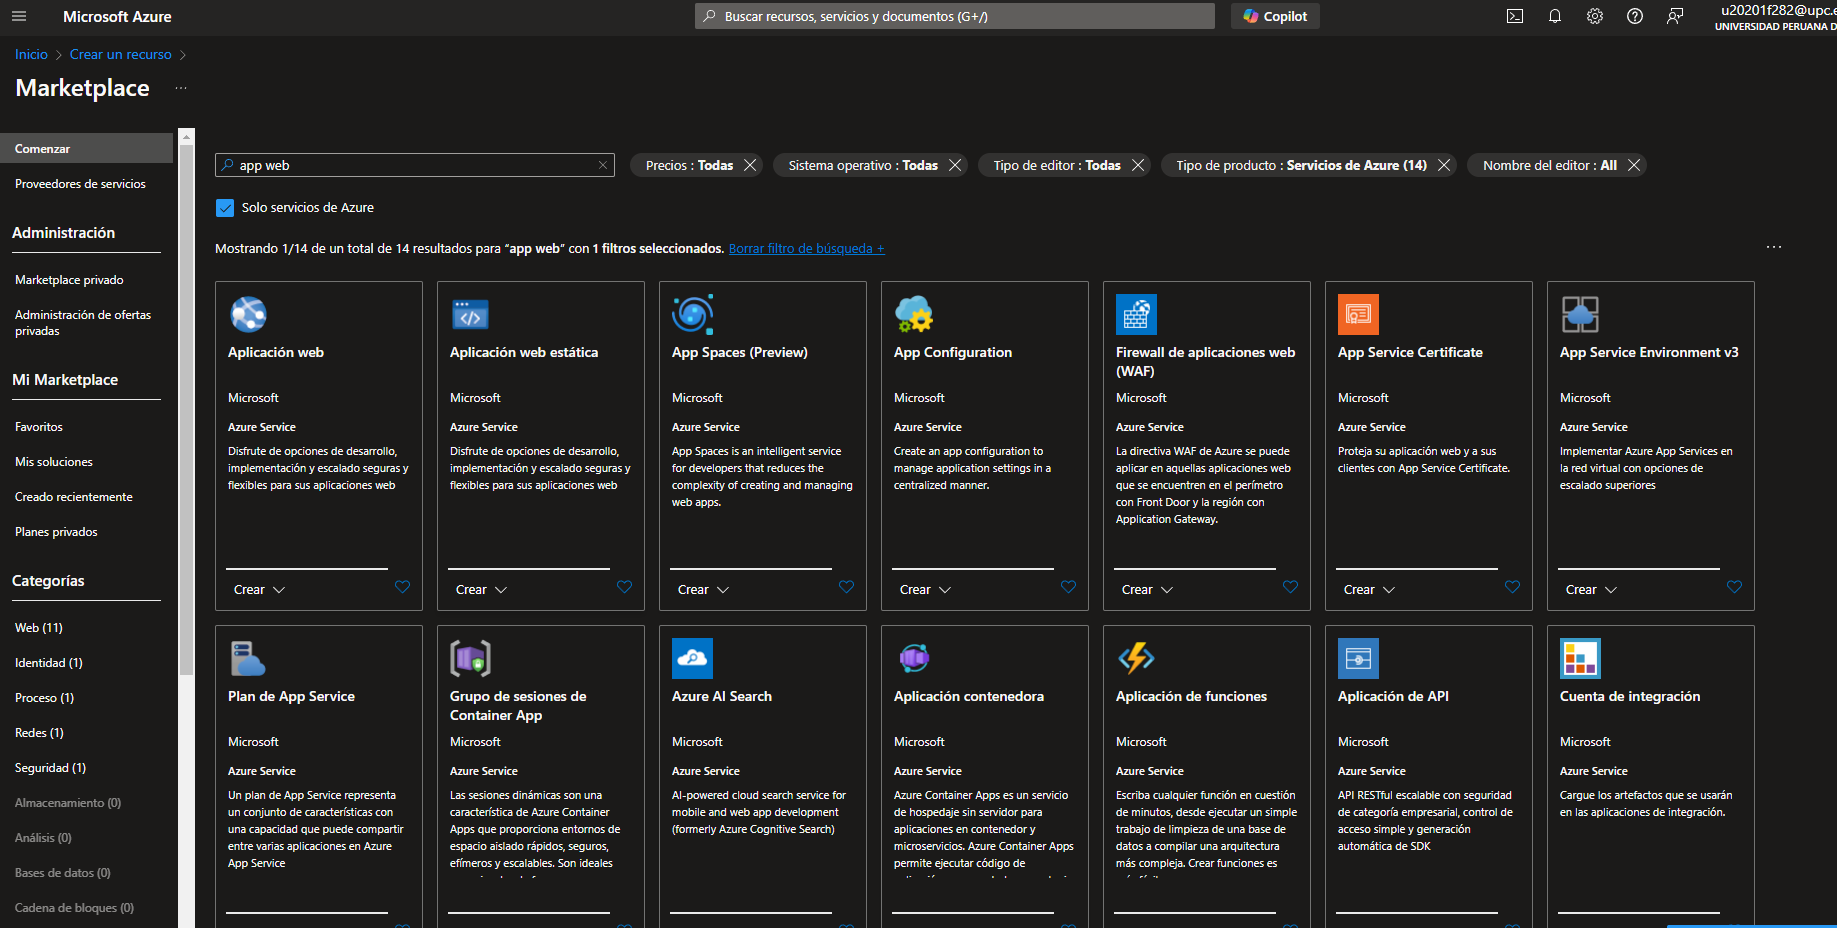 Microsoft Azure
Buscar recursos, servicios y documentos (G+/)
Copilot
u20201f282@upc.e
UNIVERSIDAD PERUANA D
Inicio > Crear un recurso >
Marketplace ...
Comenzar
Proveedores de servicios
Administración
Marketplace privado
Administración de ofertas
privadas
Mi Marketplace
Favoritos
Mis soluciones
Creado recientemente
Planes privados
Categorías
Web (11)
Identidad (1)
Proceso (1)
Redes (1)
Seguridad (1)
Almacenamiento (0)
Análisis (0)
Bases de datos (0)
Cadena de bloques (0)
app web
Precios : Todas
Sistema operativo : Todas
Tipo de editor : Todas
Tipo de producto : Servicios de Azure (14)
Nombre del editor : All
Solo servicios de Azure
Mostrando 1/14 de un total de 14 resultados para “app web” con 1 filtros seleccionados. Borrar filtro de búsqueda +
...
Aplicación web
Microsoft
Azure Service
Disfrute de opciones de desarrollo,
implementación y escalado seguras y
flexibles para sus aplicaciones web
Crear
Aplicación web estática
Microsoft
Azure Service
Disfrute de opciones de desarrollo,
implementación y escalado seguras y
flexibles para sus aplicaciones web
Crear
App Spaces (Preview)
Microsoft
Azure Service
App Spaces is an intelligent service
for developers that reduces the
complexity of creating and managing
web apps.
Crear
App Configuration
Microsoft
Azure Service
Create an app configuration to
manage application settings in a
centralized manner.
Crear
Firewall de aplicaciones web
(WAF)
Microsoft
Azure Service
La directiva WAF de Azure se puede
aplicar en aquellas aplicaciones web
que se encuentren en el perímetro
con Front Door y la región con
Application Gateway.
Crear
App Service Certificate
Microsoft
Azure Service
Proteja su aplicación web y a sus
clientes con App Service Certificate.
Crear
App Service Environment v3
Microsoft
Azure Service
Implementar Azure App Services en
la red virtual con opciones de
escalado superiores
Crear
Plan de App Service
Microsoft
Azure Service
Un plan de App Service representa
un conjunto de características con
una capacidad que puede compartir
entre varias aplicaciones en Azure
App Service
Grupo de sesiones de
Container App
Microsoft
Azure Service
Las sesiones dinámicas son una
característica de Azure Container
Apps que proporciona entornos de
espacio aislado rápidos, seguros,
efímeros y escalables. Son ideales
Azure AI Search
Microsoft
Azure Service
AI-powered cloud search service for
mobile and web app development
(formerly Azure Cognitive Search)
Aplicación contenedora
Microsoft
Azure Service
Azure Container Apps es un servicio
de hospedaje sin servidor para
aplicaciones en contenedor y
microservicios. Azure Container Apps
permite ejecutar código de
Aplicación de funciones
Microsoft
Azure Service
Escriba cualquier función en cuestión
de minutos, desde ejecutar un simple
trabajo de limpieza de una base de
datos a compilar una arquitectura
más compleja. Crear funciones es
Aplicación de API
Microsoft
Azure Service
API RESTful escalable con seguridad
de categoría empresarial, control de
acceso simple y generación
automática de SDK
Cuenta de integración
Microsoft
Azure Service
Cargue los artefactos que se usarán
en las aplicaciones de integración.